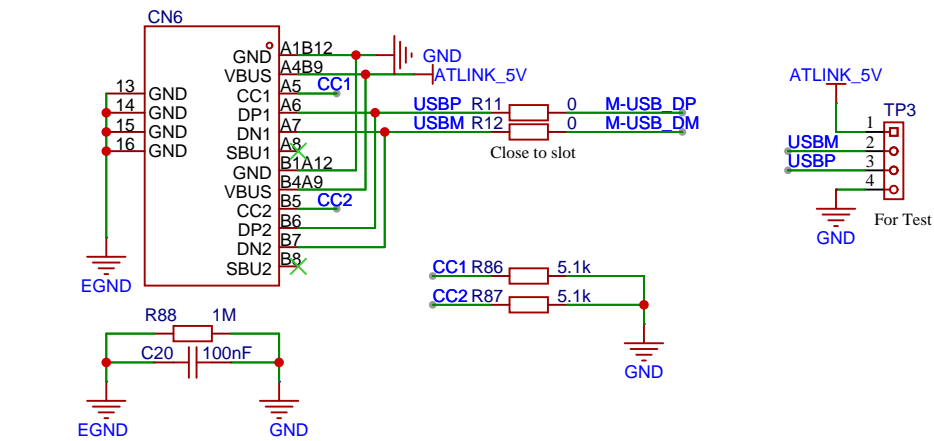 CN6
GND A1B12 GND
VBUS A4B9 ATLINK_5V
13 GND CC1 A5 CC1
14 GND DP1 A6 USBP R11 0 M-USB_DP
15 GND DN1 A7 USBM R12 0 M-USB_DM
16 GND SBU1 A8 Close to slot
GND B1A12
VBUS B4A9
CC2 B5 CC2
DP2 B6
DN2 B7
SBU2 B8
EGND
ATLINK_5V
TP3
1
USBM 2
USBP 3
4
For Test
GND
CC1 R86 5.1k
CC2 R87 5.1k
GND
R88 1M
C20 100nF
EGND GND